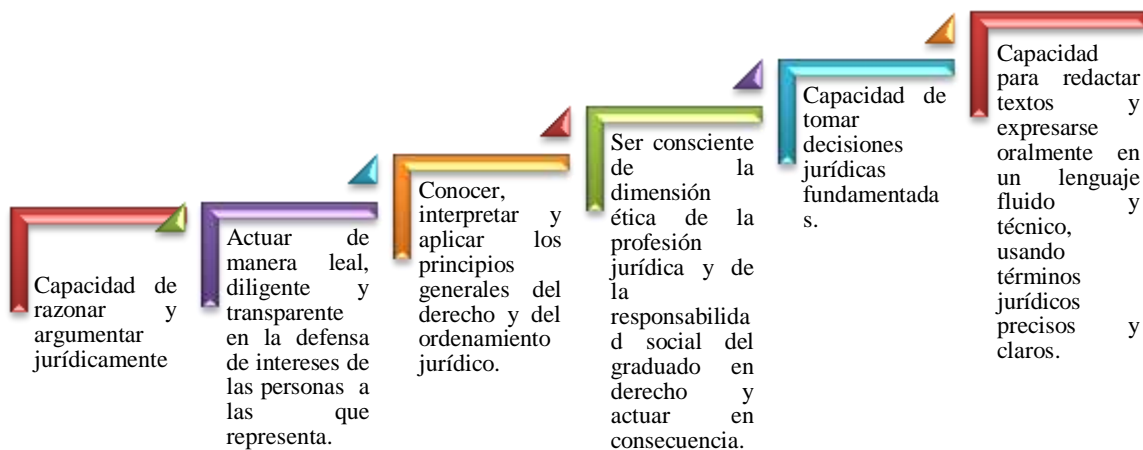 Capacidad de
razonar y
argumentar
jurídicamente
Actuar de
manera leal,
diligente y
transparente
en la defensa
de intereses de
las personas a
las que
representa.
Conocer,
interpretar y
aplicar los
principios
generales del
derecho y del
ordenamiento
jurídico.
Ser consciente
de la
dimensión
ética de la
profesión
jurídica y de
la
responsabilida
d social del
graduado en
derecho y
actuar en
consecuencia.
Capacidad de
tomar
decisiones
jurídicas
fundamentada
s.
Capacidad
para redactar
textos y
expresarse
oralmente en
un lenguaje
fluido y
técnico,
usando
términos
jurídicos
precisos y
claros.